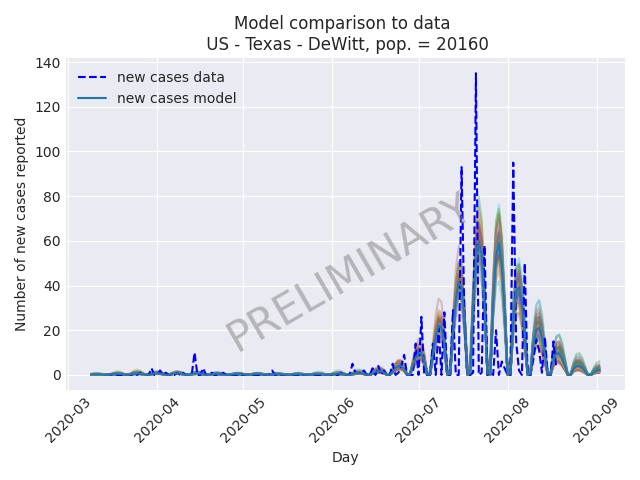 Model comparison to data
US - Texas - DeWitt, pop. = 20160
140
120
100
80
60
40
20
0
Number of new cases reported
new cases data
new cases model
PRELIMINARY
2020-03
2020-04
2020-05
2020-06
2020-07
2020-08
2020-09
Day